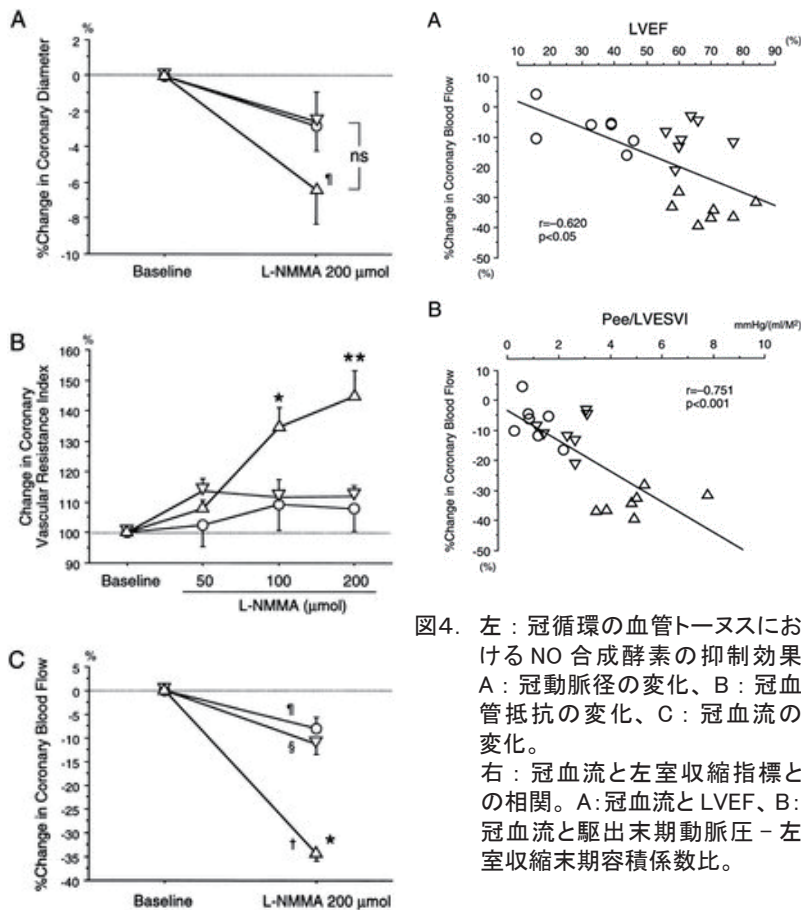 A
%
2
0
-2
-4
-6
-8
-10
%Change in Coronary Diameter
¶
ns
Baseline
L-NMMA 200 μmol
B
%
160
150
140
130
120
110
100
90
Change in Coronary
Vascular Resistance Index
*
**
Baseline
50
100
200
L-NMMA (μmol)
C
%
5
0
-5
-10
-15
-20
-25
-30
-35
-40
%Change in Coronary Blood Flow
¶
§
†
*
Baseline
L-NMMA 200 μmol
A
LVEF
(%)
10 20 30 40 50 60 70 80 90
10
0
-10
-20
-30
-40
-50
(%)
%Change in Coronary Blood Flow
r=-0.620
p<0.05
B
Pee/LVESVI
mmHg/(ml/M²)
0 2 4 6 8 10
10
0
-10
-20
-30
-40
-50
(%)
%Change in Coronary Blood Flow
r=-0.751
p<0.001
図4. 左：冠循環の血管トーヌスにお
ける NO 合成酵素の抑制効果
A：冠動脈径の変化、B：冠血
管抵抗の変化、C：冠血流の
変化。
右：冠血流と左室収縮指標と
の相関。A:冠血流とLVEF、B:
冠血流と駆出末期動脈圧－左
室収縮末期容積係数比。